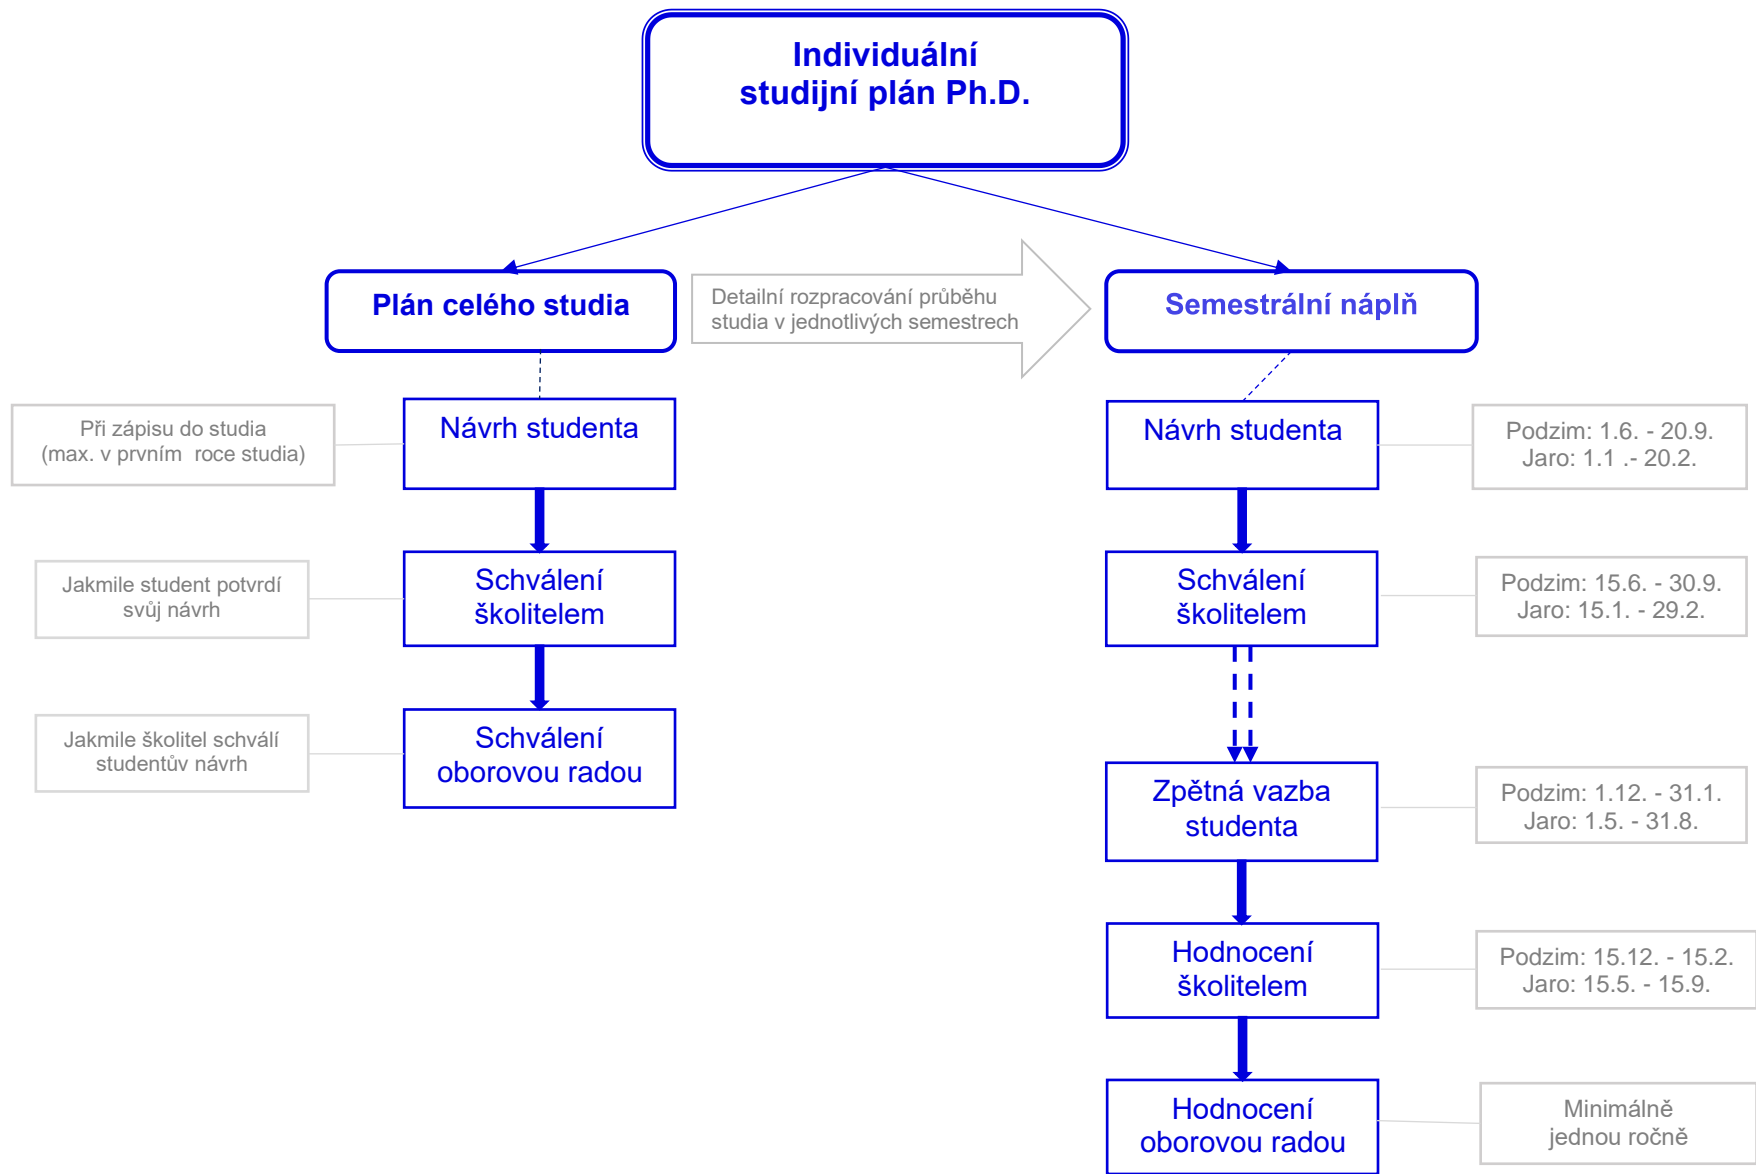 Individuální
studijní plán Ph.D.
Plán celého studia
Detailní rozpracování průběhu
studia v jednotlivých semestrech
Semestrální náplň
Při zápisu do studia
(max. v prvním  roce studia)
Návrh studenta
Návrh studenta
Podzim: 1.6. - 20.9.
Jaro: 1.1 .- 20.2.
Jakmile student potvrdí
svůj návrh
Schválení
školitelem
Schválení
školitelem
Podzim: 15.6. - 30.9.
Jaro: 15.1. - 29.2.
Jakmile školitel schválí
studentův návrh
Schválení
oborovou radou
Zpětná vazba
studenta
Podzim: 1.12. - 31.1.
Jaro: 1.5. - 31.8.
Hodnocení
školitelem
Podzim: 15.12. - 15.2.
Jaro: 15.5. - 15.9.
Hodnocení
oborovou radou
Minimálně
jednou ročně